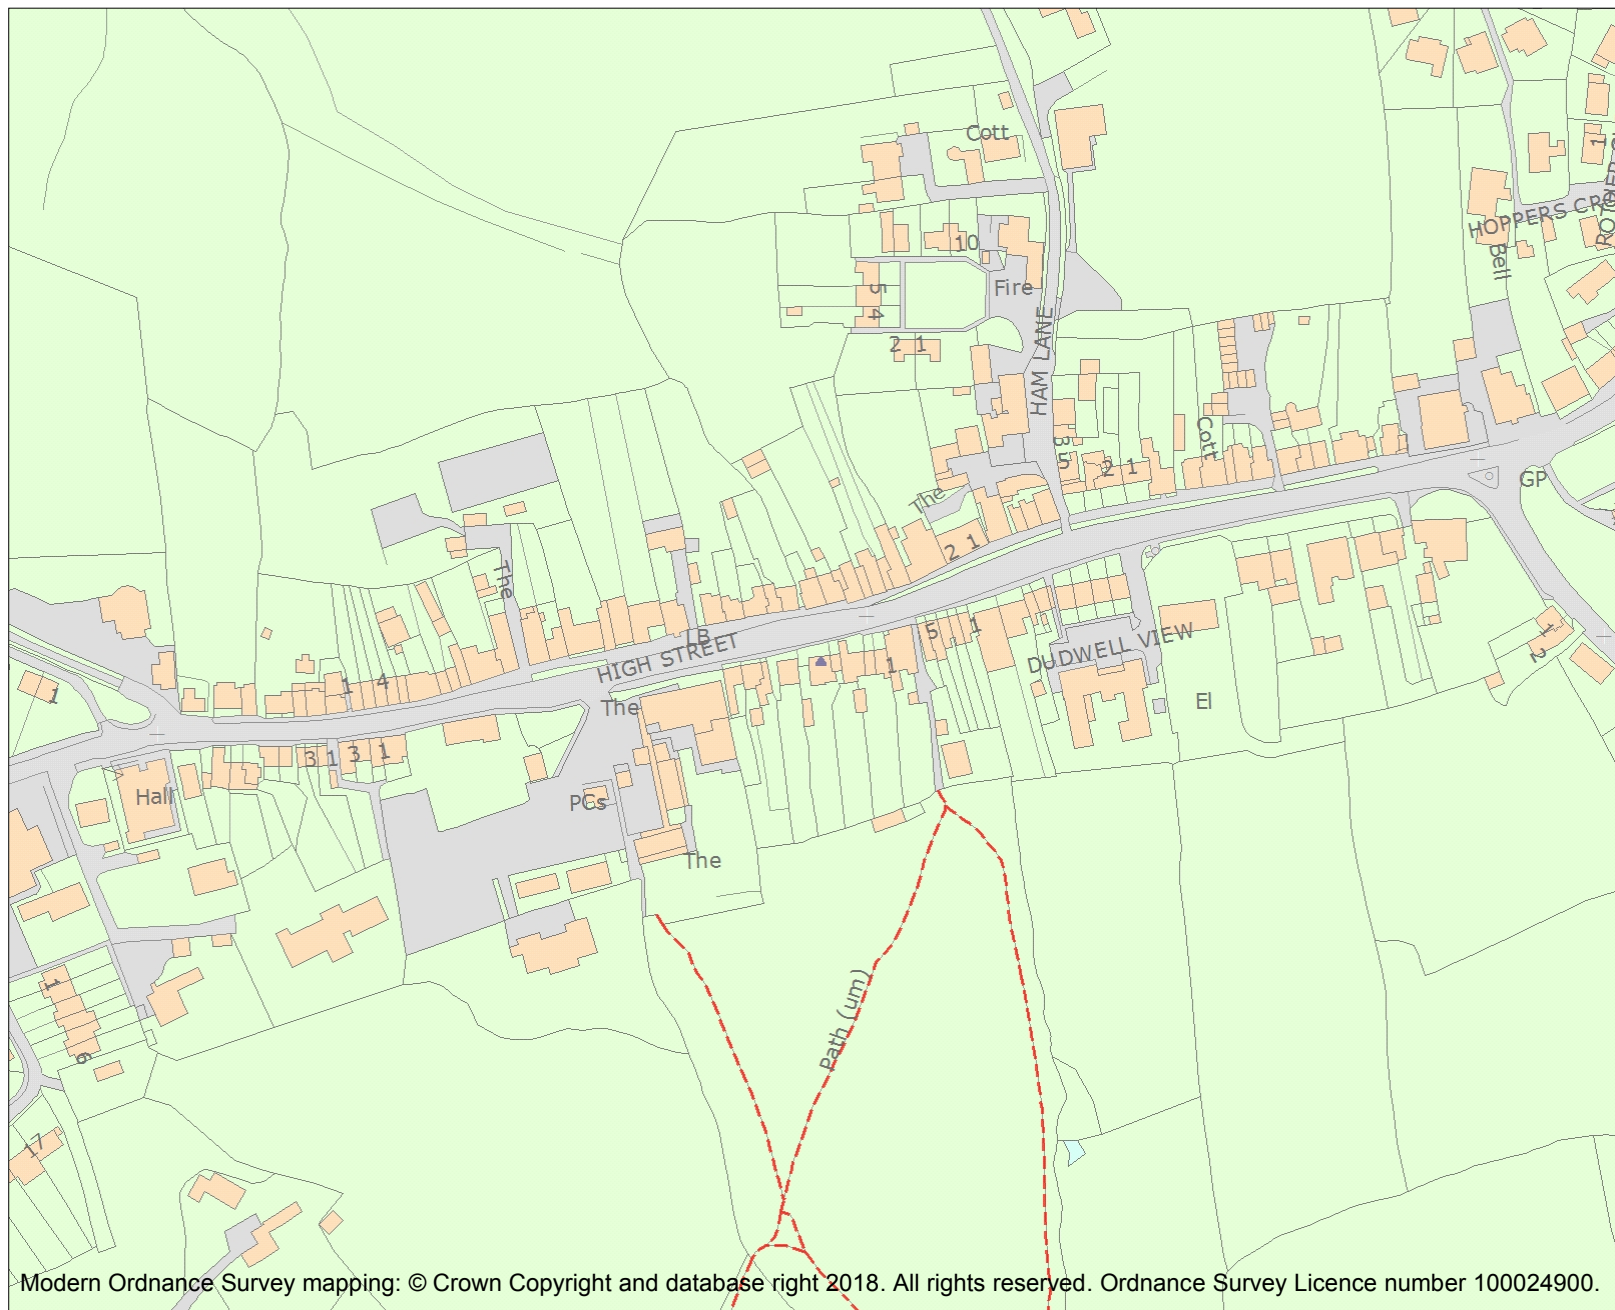 Cott
1
HOPPERS CRO
Bell
10
Fire
5
4
2 1
HAM LANE
Cott
3
5
2 1
GP
The
2 1
The
LB
HIGH STREET
5
1
DUDWELL VIEW
1
2
1
4
1
1
The
El
3 1 3 1
Hall
PCs
The
1
6
Path (um)
17
Modern Ordnance Survey mapping: © Crown Copyright and database right 2018. All rights reserved. Ordnance Survey Licence number 100024900.